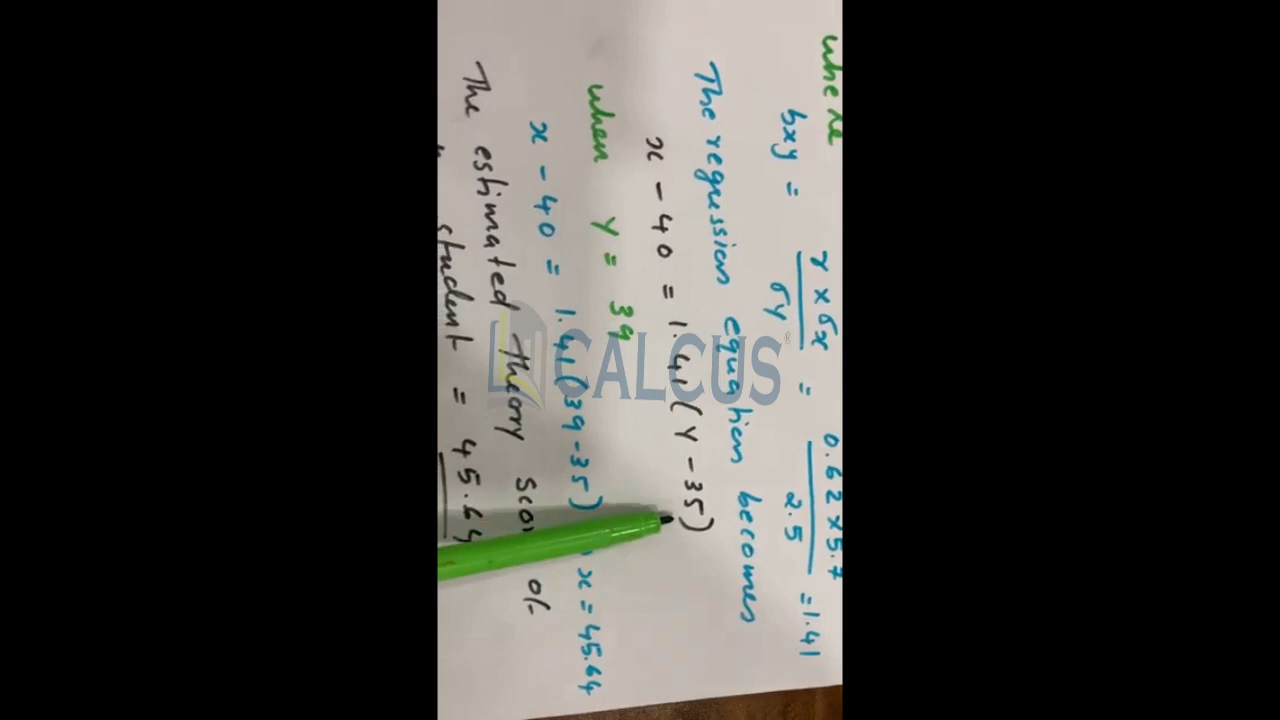 where
bxy = r × σx / σy = 0.62 × 5.7 / 2.5 = 1.41
The regression equation becomes
x - 40 = 1.41 (Y - 35)
when Y = 39
x - 40 = 1.41 (39 - 35) x = 45.64
The estimated theory of
student = 45.64
CALCUS